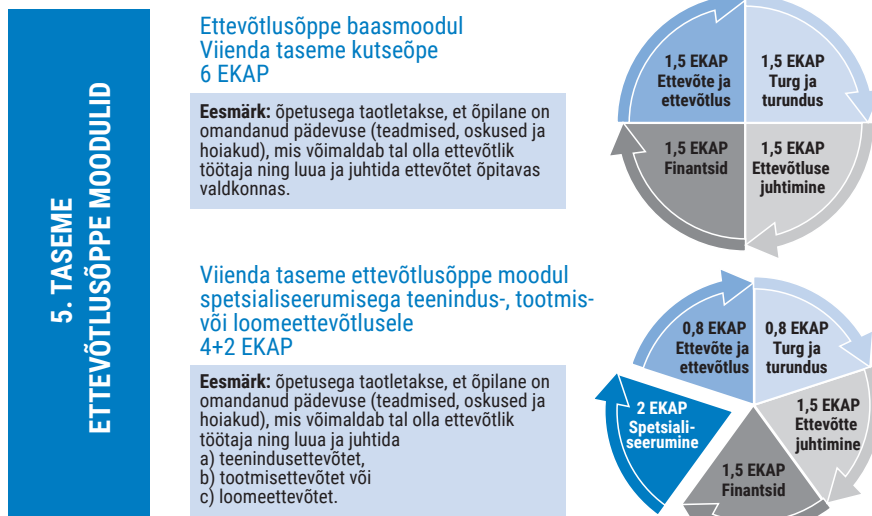 5. TASEME
ETTEVÕTLUSÕPPE MOODULID
Ettevõtlusõppe baasmoodul
Viienda taseme kutseõpe
6 EKAP
Eesmärk: õpetusega taotletakse, et õpilane on
omandanud pädevuse (teadmised, oskused ja
hoiakud), mis võimaldab tal olla ettevõtlik
töötaja ning luua ja juhtida ettevõtet õpitavas
valdkonnas.
1,5 EKAP
Ettevõte ja
ettevõtlus
1,5 EKAP
Turg ja
turundus
1,5 EKAP
Finantsid
1,5 EKAP
Ettevõtluse
juhtimine
Viienda taseme ettevõtlusõppe moodul
spetsialiseerumisega teenindus-, tootmis-
või loomeettevõtlusele
4+2 EKAP
Eesmärk: õpetusega taotletakse, et õpilane on
omandanud pädevuse (teadmised, oskused ja
hoiakud), mis võimaldab tal olla ettevõtlik
töötaja ning luua ja juhtida
a) teenindusettevõtet,
b) tootmisettevõtet või
c) loomeettevõtet.
0,8 EKAP
Ettevõte ja
ettevõtlus
0,8 EKAP
Turg ja
turundus
2 EKAP
Spetsiali-
seerumine
1,5 EKAP
Ettevõtte
juhtimine
1,5 EKAP
Finantsid